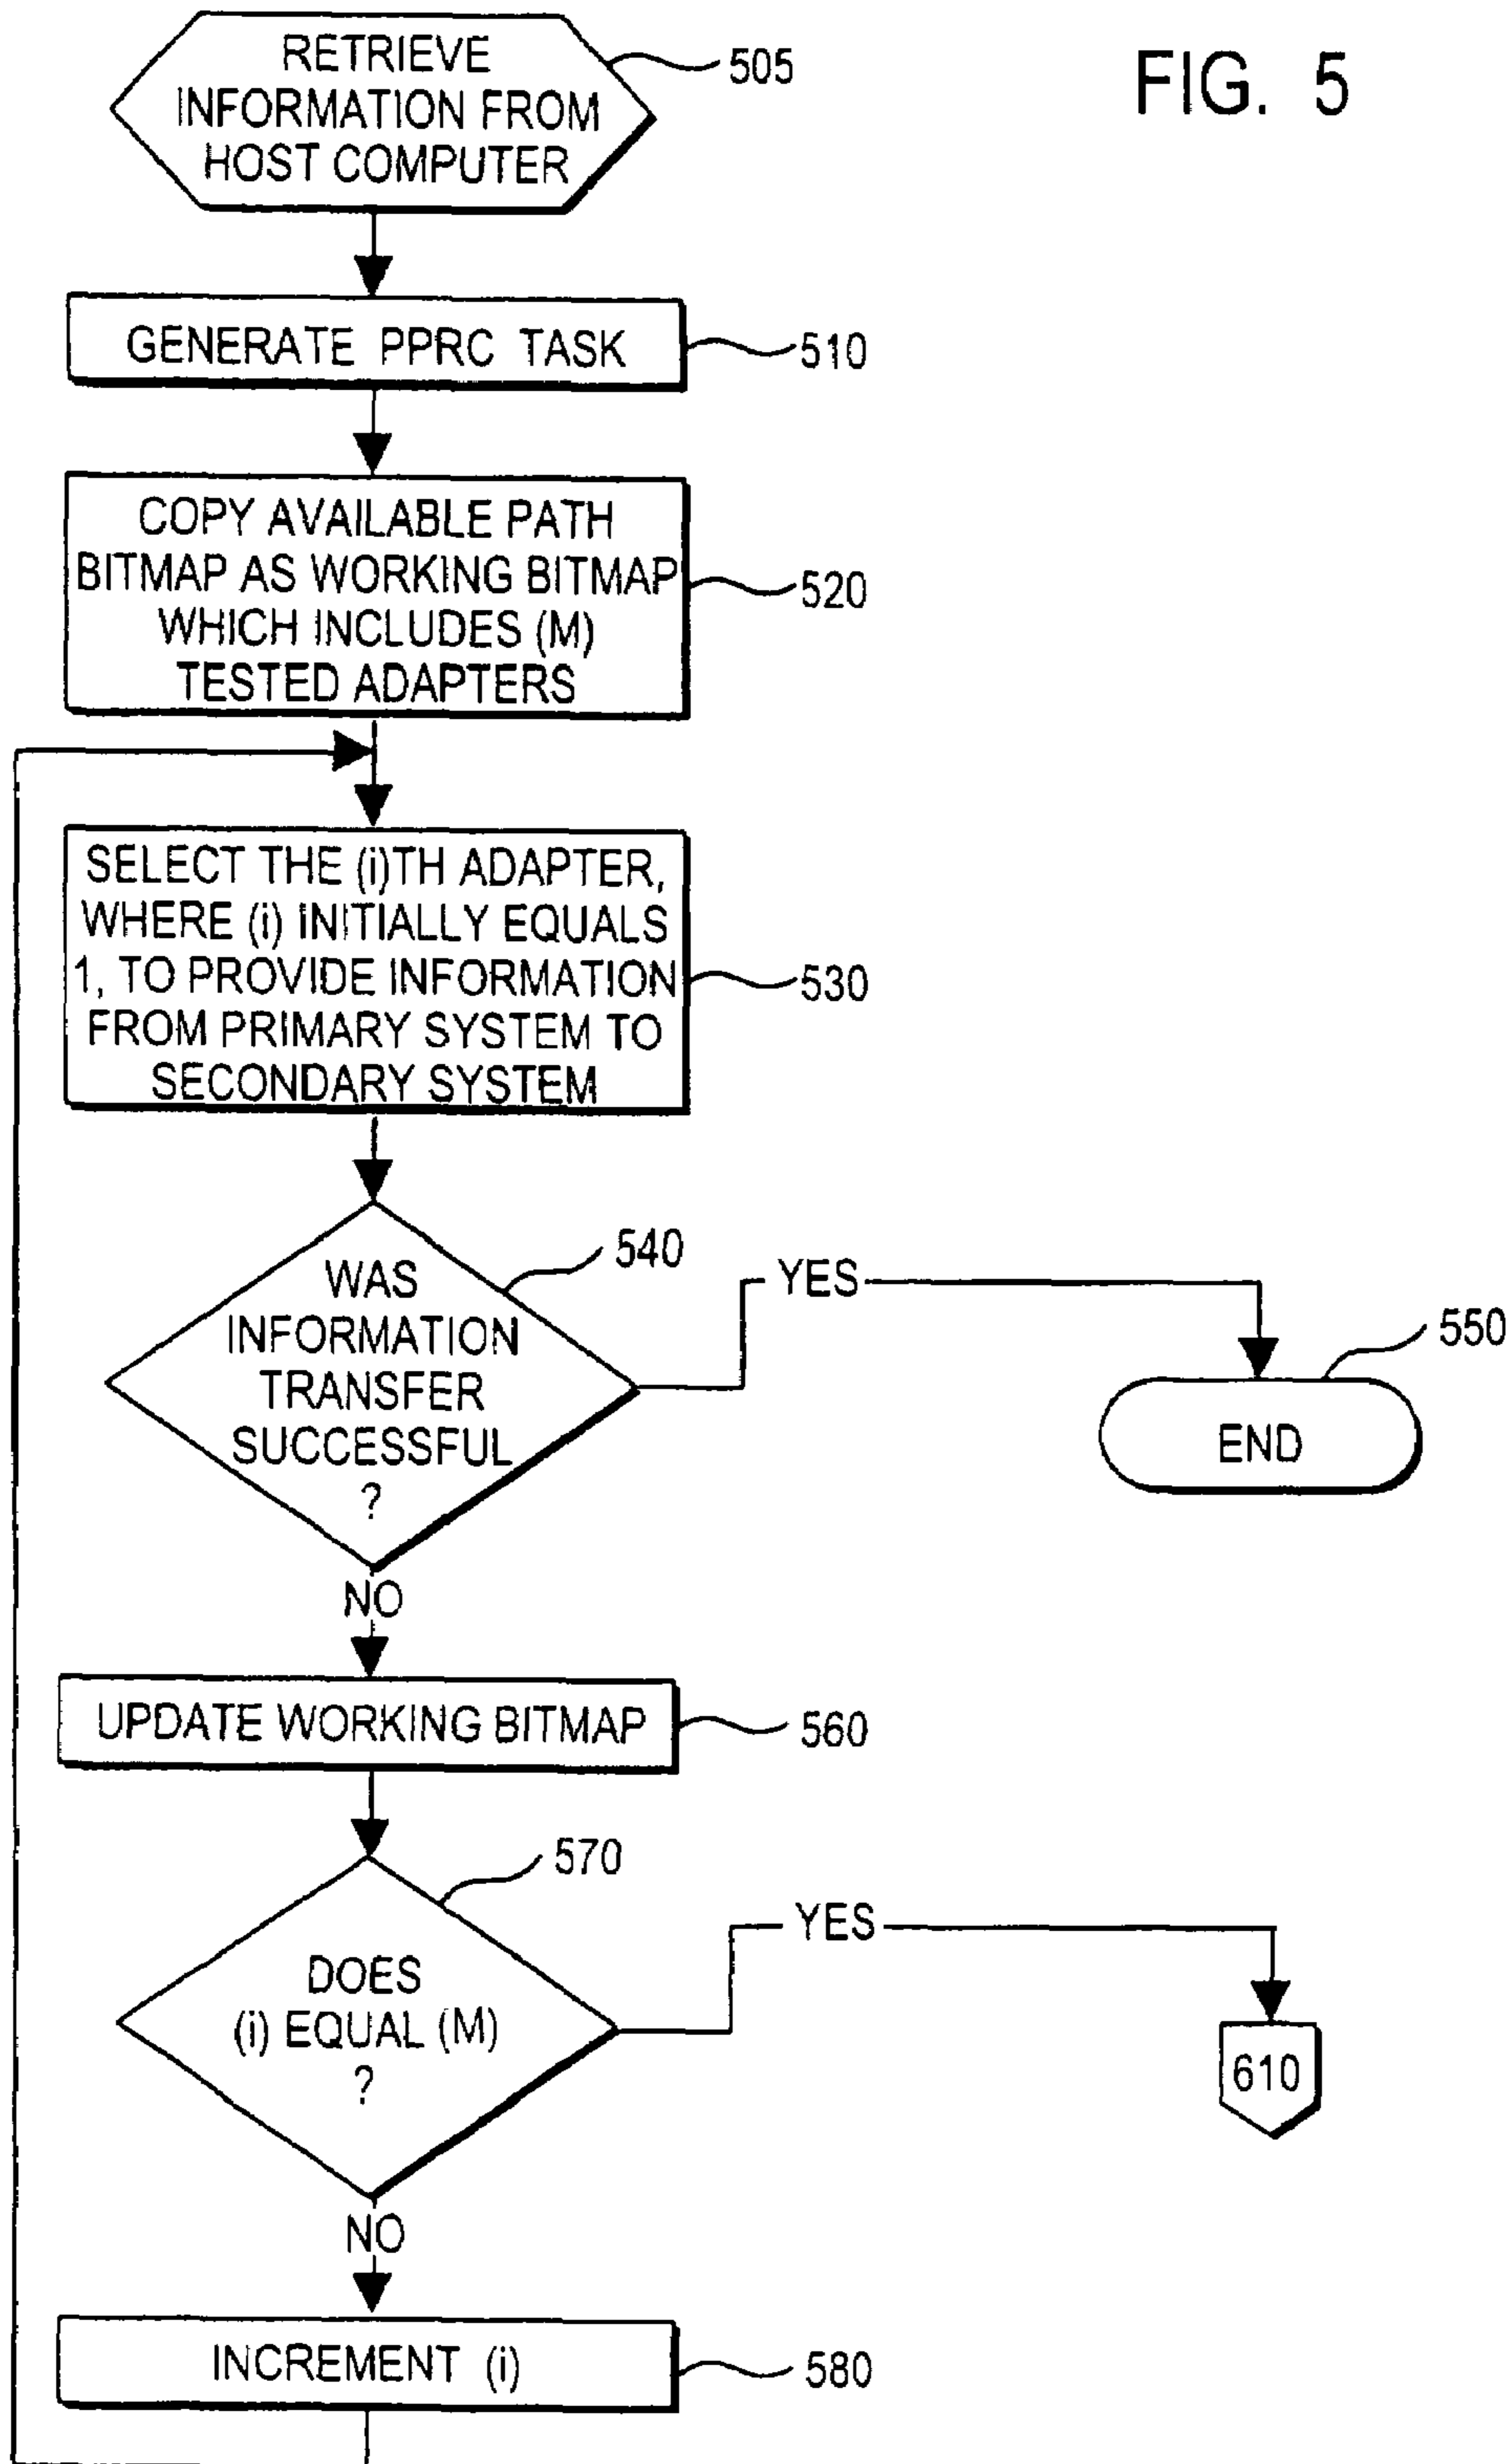 FIG. 5
RETRIEVE
INFORMATION FROM
HOST COMPUTER
505
GENERATE PPRC TASK
510
COPY AVAILABLE PATH
BITMAP AS WORKING BITMAP
WHICH INCLUDES (M)
TESTED ADAPTERS
520
SELECT THE (i)TH ADAPTER,
WHERE (i) INITIALLY EQUALS
1, TO PROVIDE INFORMATION
FROM PRIMARY SYSTEM TO
SECONDARY SYSTEM
530
WAS
INFORMATION
TRANSFER
SUCCESSFUL
?
540
YES
END
550
NO
UPDATE WORKING BITMAP
560
DOES
(i) EQUAL (M)
?
570
YES
610
NO
INCREMENT (i)
580